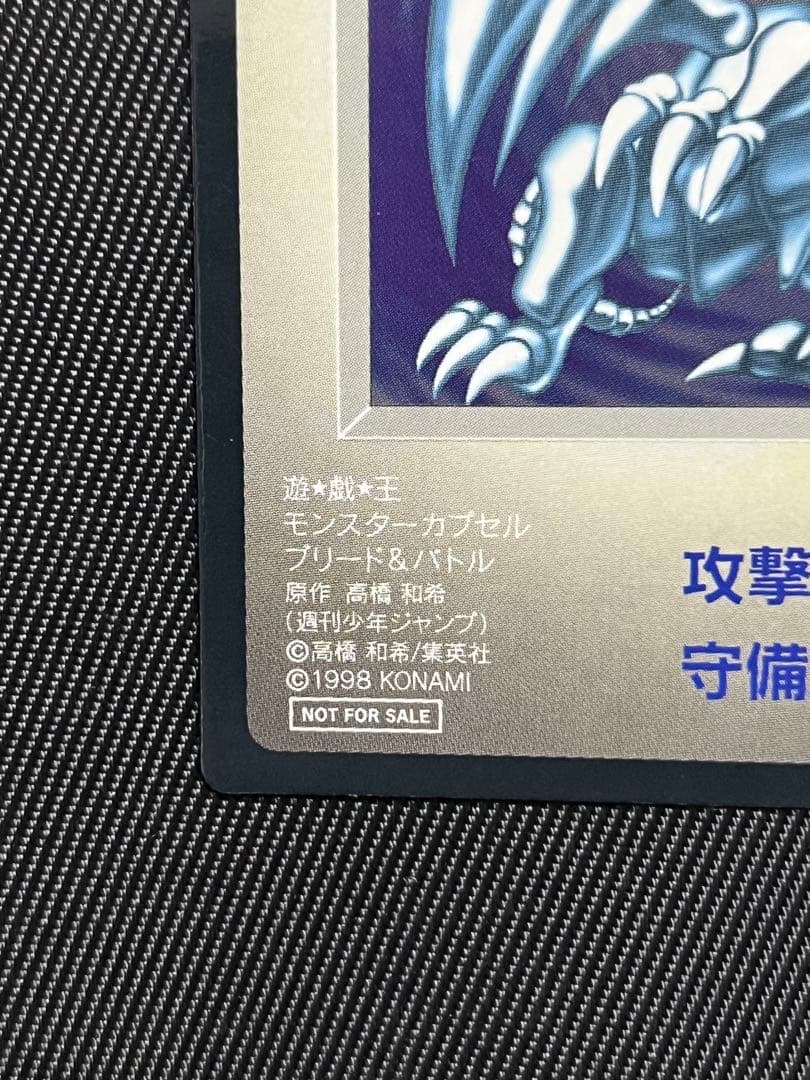 遊★戯★王
モンスターカプセル
ブリード&バトル
原作 高橋 和希
(週刊少年ジャンプ)
©高橋 和希/集英社
©1998 KONAMI
NOT FOR SALE
攻撃
守備